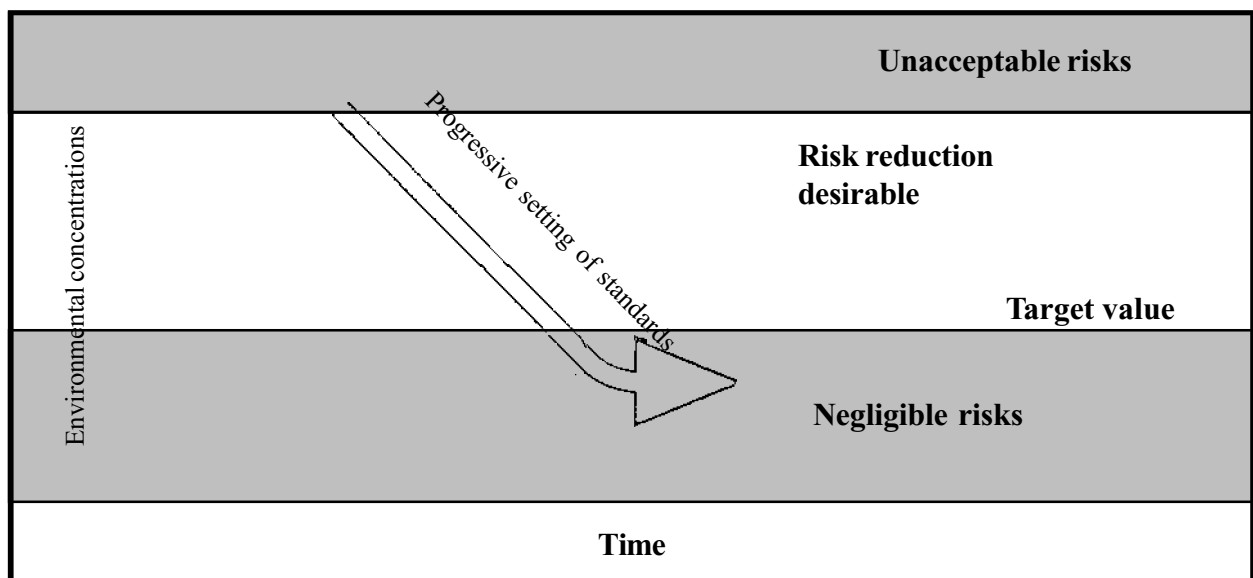 Unacceptable risks
Progressive setting of standards
Environmental concentrations
Risk reduction
desirable
Target value
Negligible risks
Time